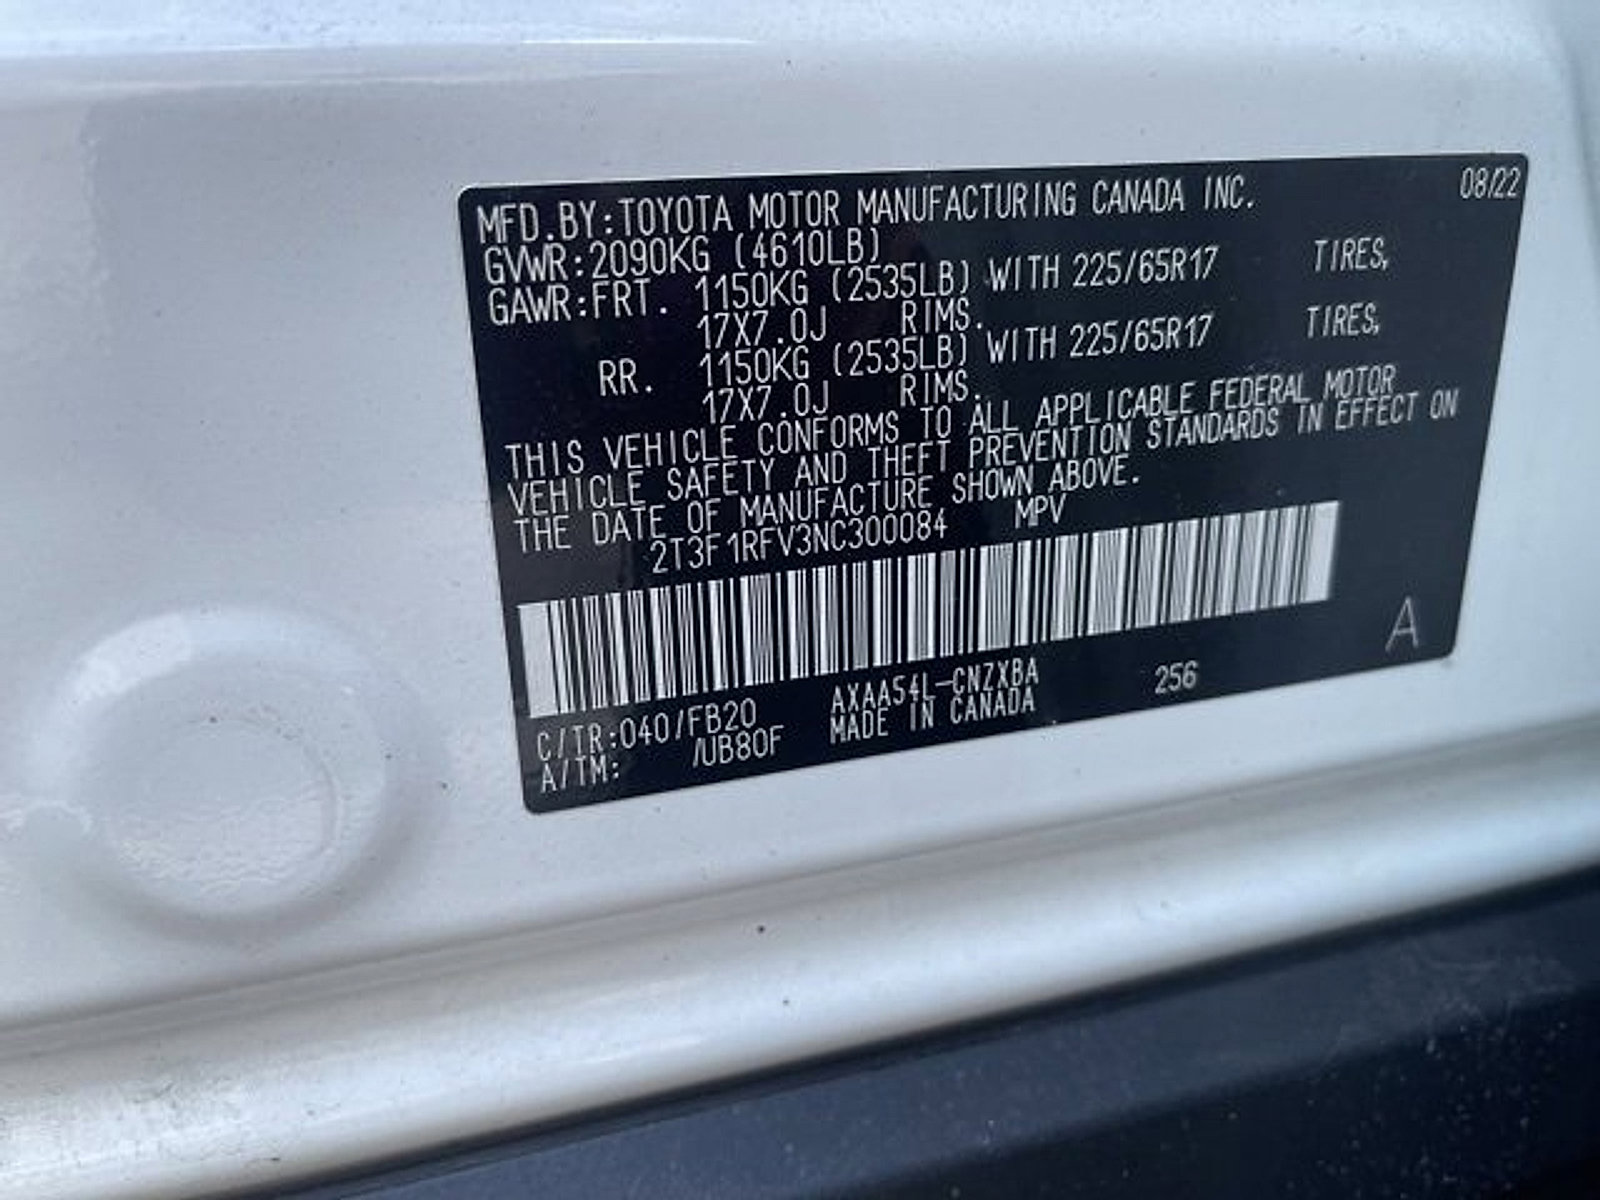 08/22
MFD.BY:TOYOTA MOTOR MANUFACTURING CANADA INC.
GVWR:2090KG (4610LB)
GAWR:FRT. 1150KG (2535LB) WITH 225/65R17 TIRES,
17X7.0J RIMS.
RR. 1150KG (2535LB) WITH 225/65R17 TIRES,
17X7.0J RIMS.
THIS VEHICLE CONFORMS TO ALL APPLICABLE FEDERAL MOTOR
VEHICLE SAFETY AND THEFT PREVENTION STANDARDS IN EFFECT ON
THE DATE OF MANUFACTURE SHOWN ABOVE.
2T3F1RFV3NC300084 MPV
A
C/TR:040/FB20 AXAA54L-CNZXBA 256
A/TM: /UB80F MADE IN CANADA